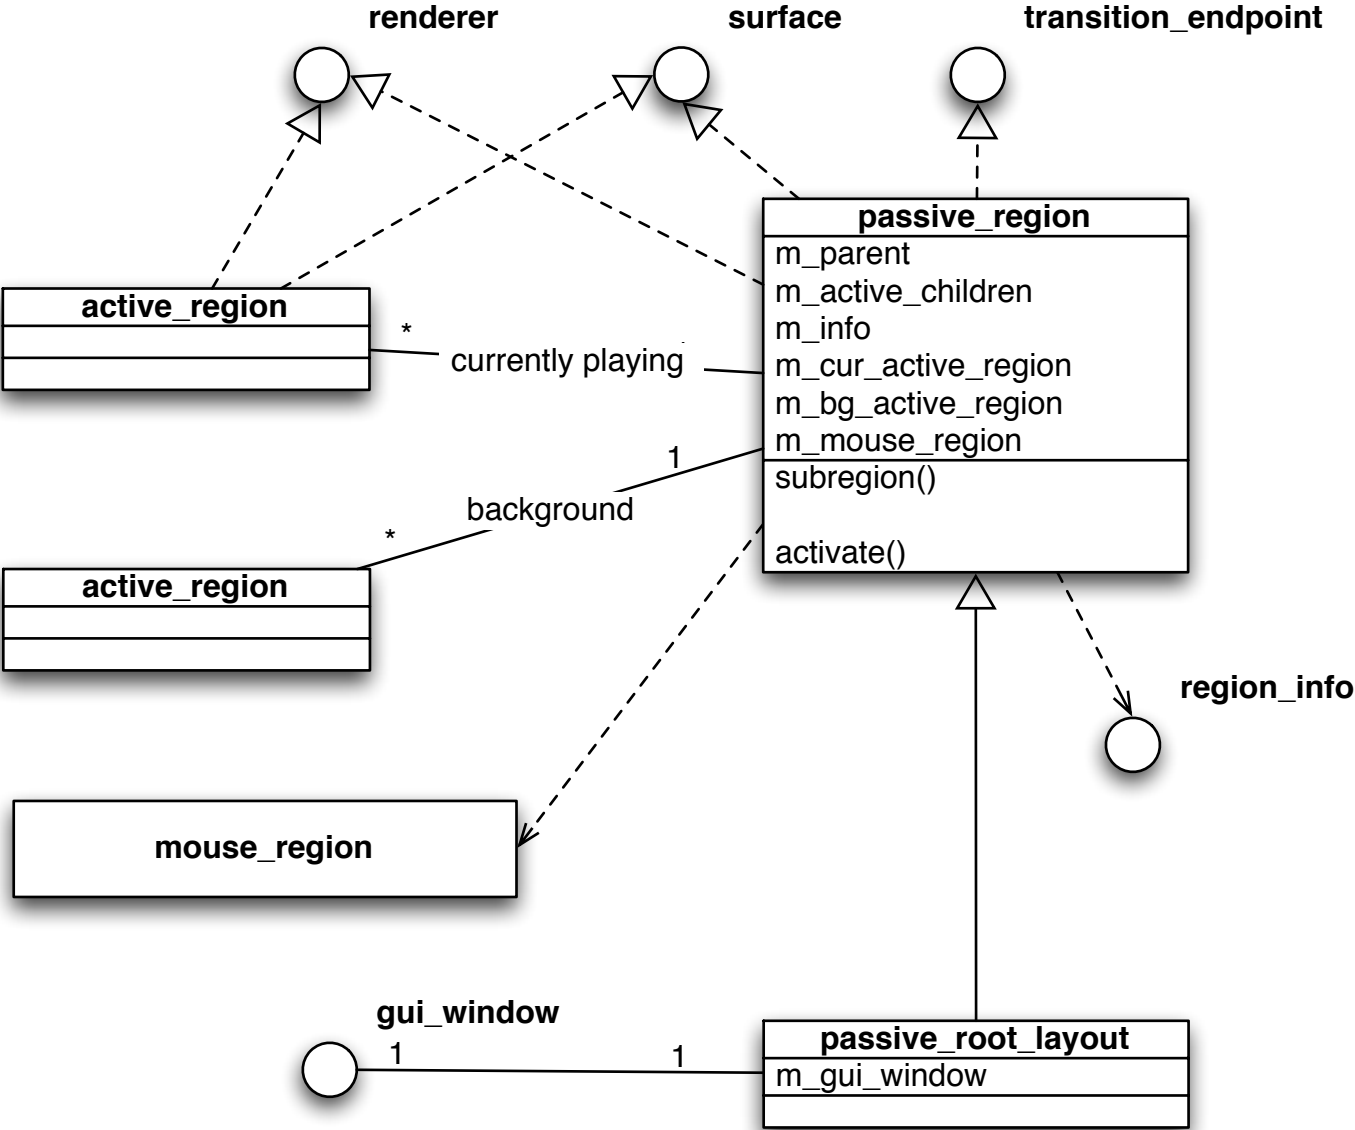 renderer
surface
transition_endpoint
passive_region
m_parent
m_active_children
m_info
m_cur_active_region
m_bg_active_region
m_mouse_region
subregion()
activate()
active_region
*
currently playing
1
background
*
active_region
region_info
mouse_region
gui_window
1
1
passive_root_layout
m_gui_window